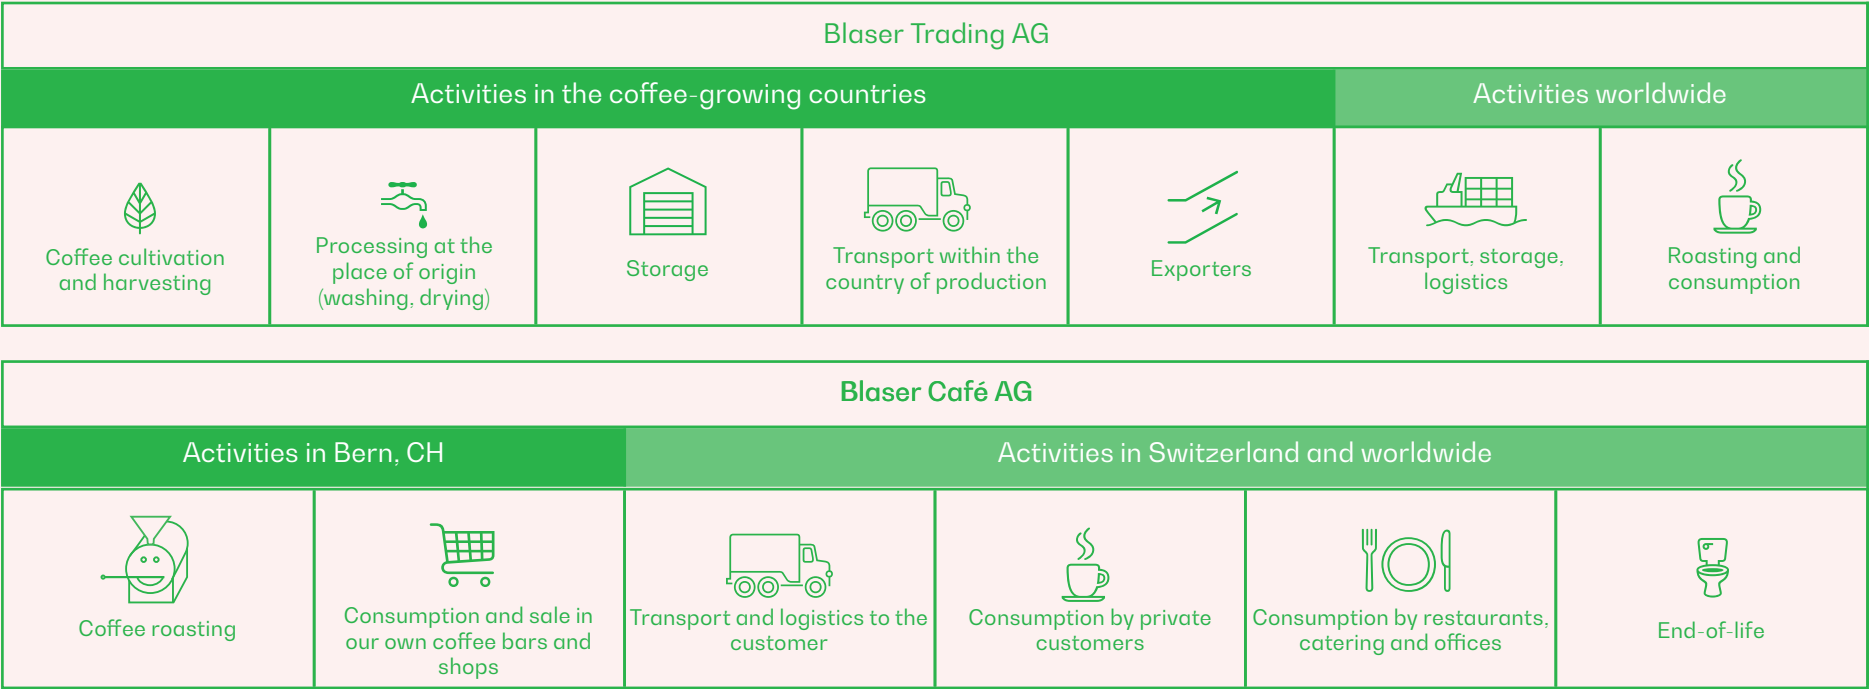 Blaser Trading AG
Activities in the coffee-growing countries
Activities worldwide
Coffee cultivation
and harvesting
Processing at the
place of origin
(washing, drying)
Storage
Transport within the
country of production
Exporters
Transport, storage,
logistics
Roasting and
consumption
Blaser Café AG
Activities in Bern, CH
Activities in Switzerland and worldwide
Coffee roasting
Consumption and sale in
our own coffee bars and
shops
Transport and logistics to the
customer
Consumption by private
customers
Consumption by restaurants,
catering and offices
End-of-life